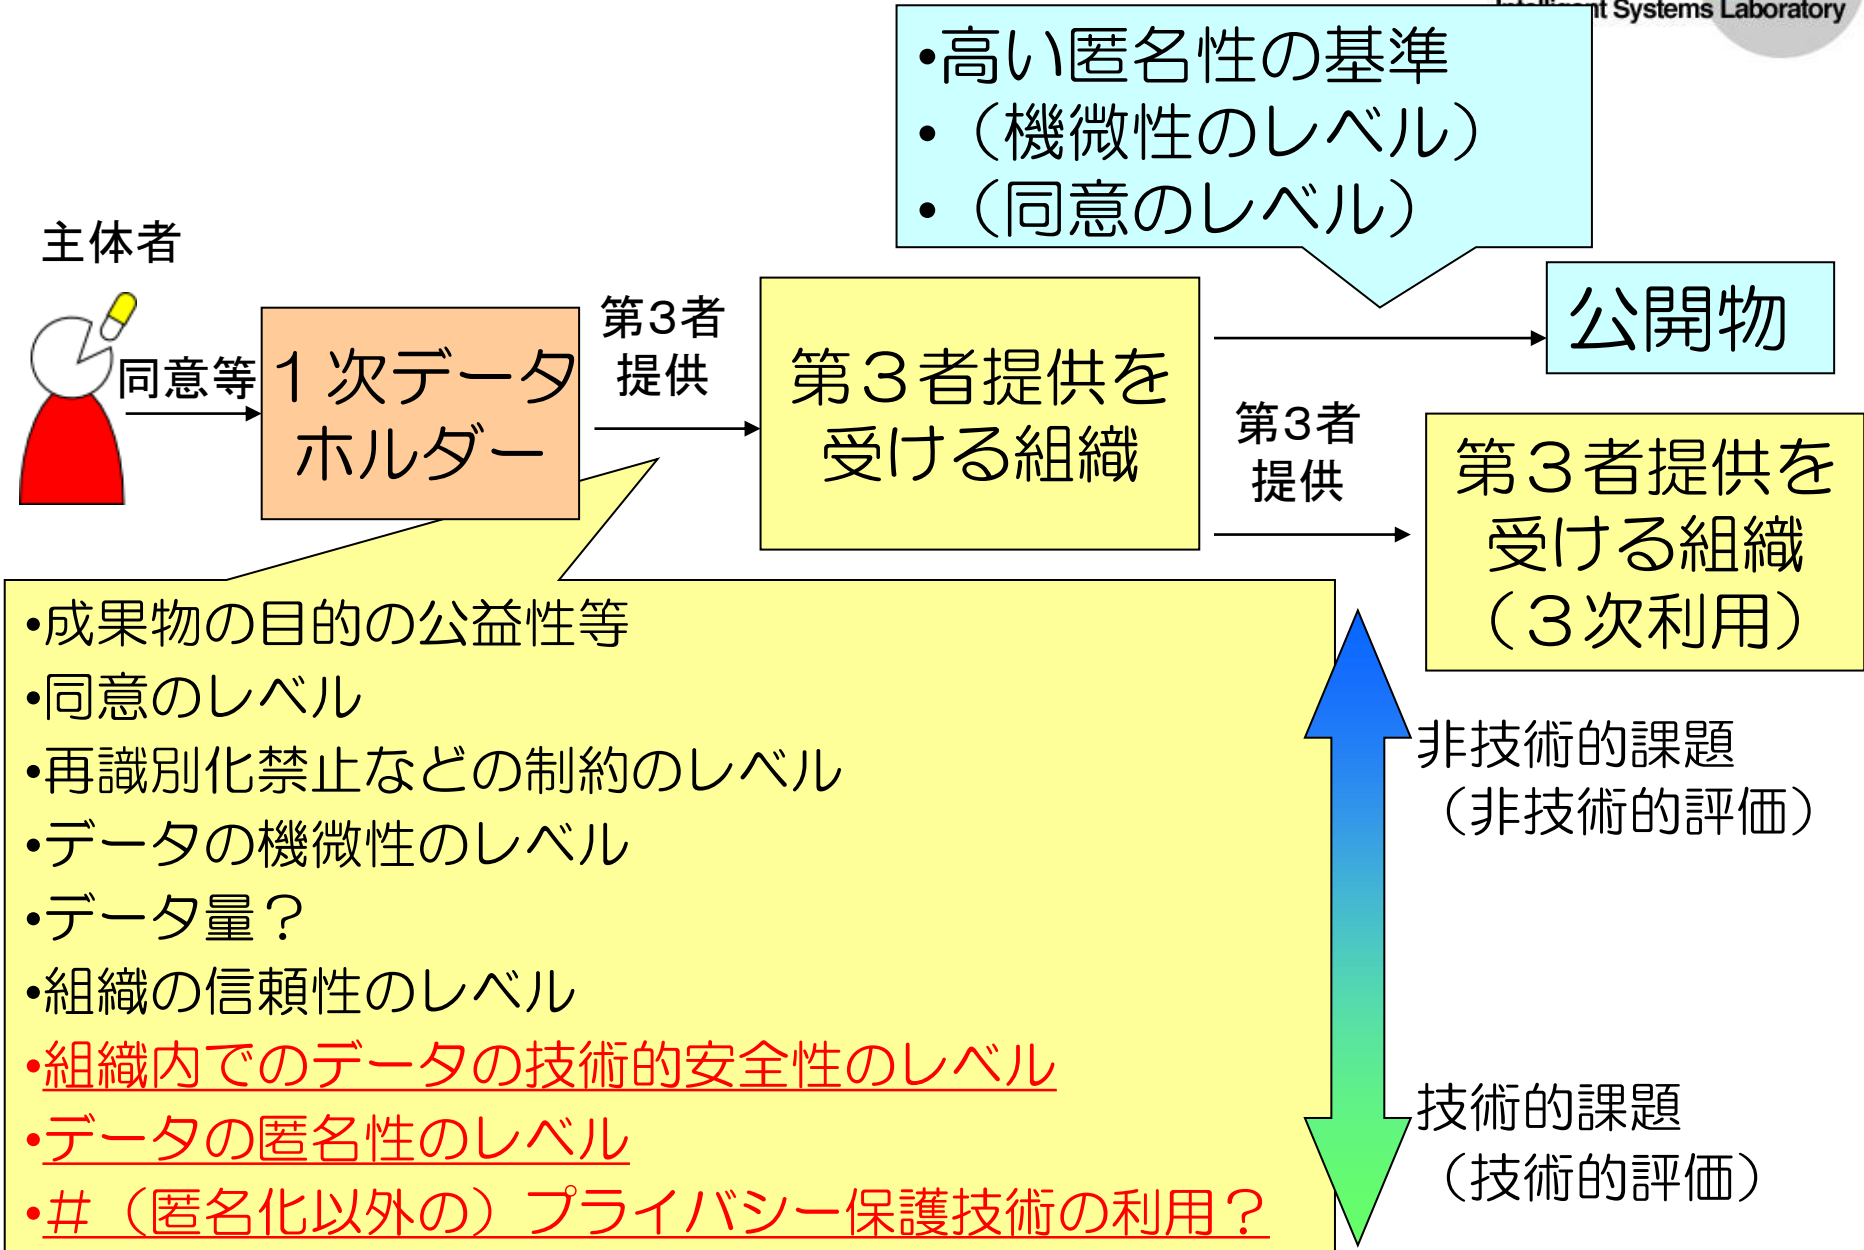 nt Systems Laboratory
•高い匿名性の基準
•（機微性のレベル）
•（同意のレベル）
主体者
同意等
１次データ
ホルダー
第３者
提供
第３者提供を
受ける組織
公開物
第３者
提供
第３者提供を
受ける組織
（３次利用）
•成果物の目的の公益性等
•同意のレベル
•再識別化禁止などの制約のレベル
•データの機微性のレベル
•データ量？
•組織の信頼性のレベル
•組織内でのデータの技術的安全性のレベル
•データの匿名性のレベル
•＃（匿名化以外の）プライバシー保護技術の利用？
非技術的課題
（非技術的評価）
技術的課題
（技術的評価）